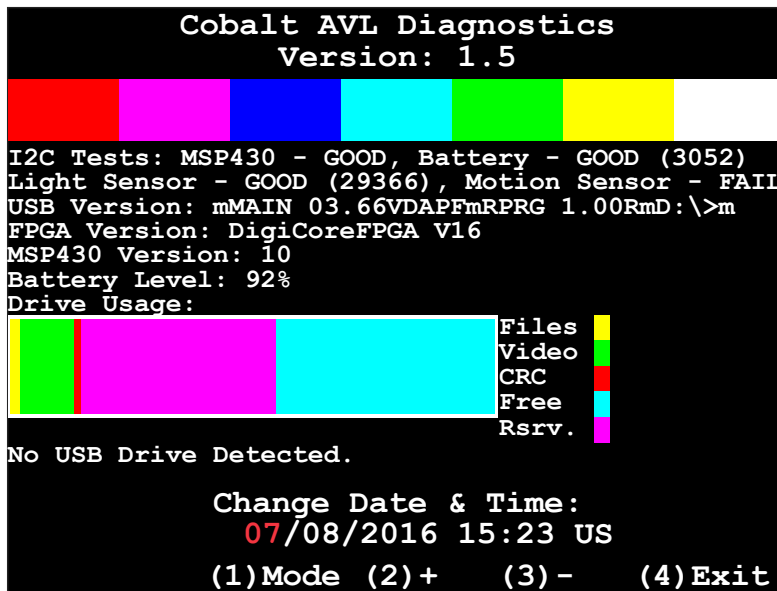 Cobalt AVL Diagnostics
Version: 1.5
I2C Tests: MSP430 - GOOD, Battery - GOOD (3052)
Light Sensor - GOOD (29366), Motion Sensor - FAIL
USB Version: mMAIN 03.66VDAPFmRPRG 1.00RmD:\>m
FPGA Version: DigiCoreFPGA V16
MSP430 Version: 10
Battery Level: 92%
Drive Usage:
Files
Video
CRC
Free
Rsrv.
No USB Drive Detected.
Change Date & Time:
07/08/2016 15:23 US
(1)Mode (2)+ (3)- (4)Exit